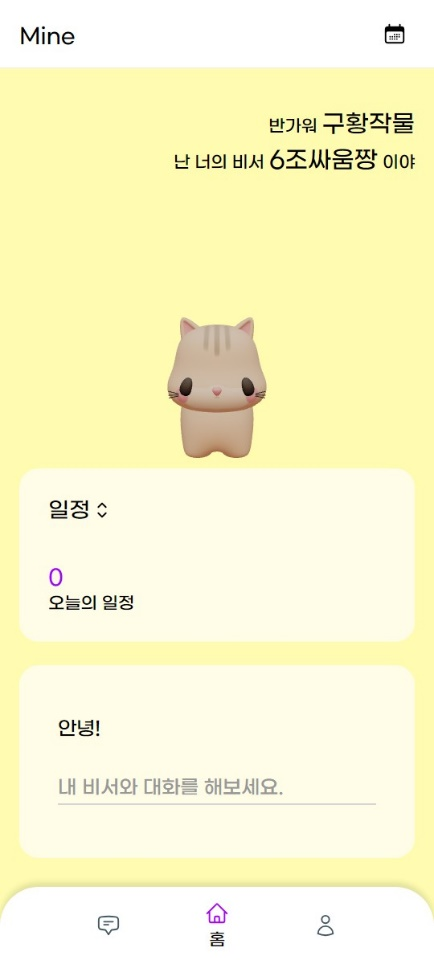 Mine
반가워 구황작물
난 너의 비서 6조싸움짱 이야
일정
0
오늘의 일정
안녕!
내 비서와 대화를 해보세요.
홈